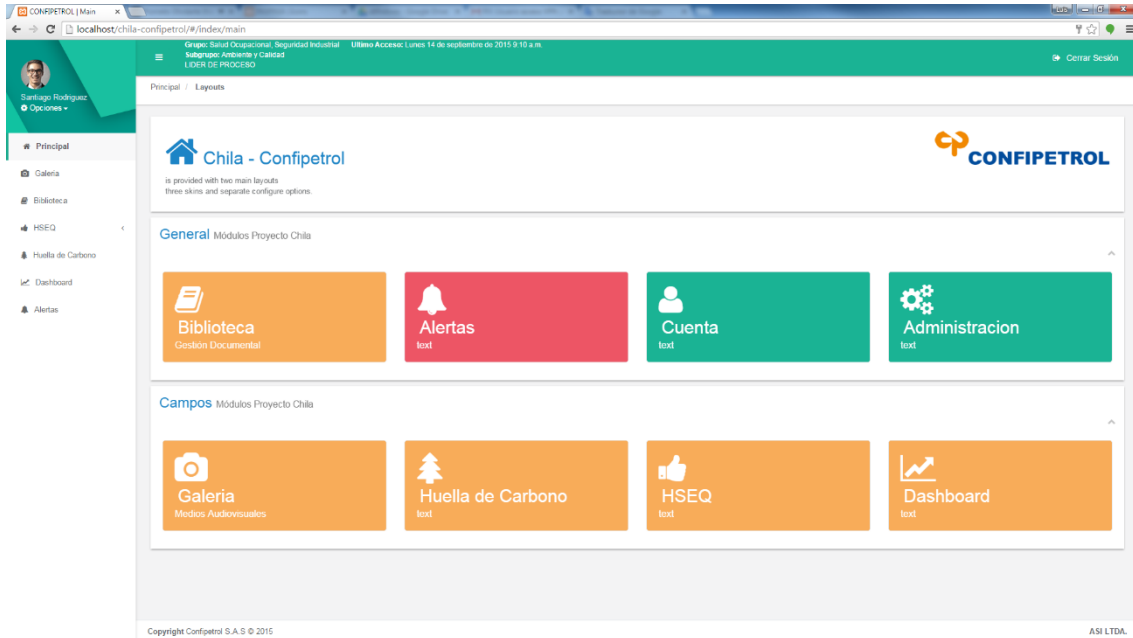 CONFIPETROL | Main
localhost/chila-confipetrol/#/index/main
Grupo: Salud Ocupacional, Seguridad Industrial Ultimo Acceso: Lunes 14 de septiembre de 2015 9:10 a.m.
Subgrupo: Ambiente y Calidad
LIDER DE PROCESO
Cerrar Sesión
Santiago Rodriguez
Opciones
Principal / Layouts
Principal
Galeria
Biblioteca
HSEQ
Huella de Carbono
Dashboard
Alertas
Chila - Confipetrol
is provided with two main layouts
three skins and separate configure options.
cp CONFIPETROL
General Módulos Proyecto Chila
Biblioteca
Gestión Documental
Alertas
text
Cuenta
text
Administracion
text
Campos Módulos Proyecto Chila
Galeria
Medios Audiovisuales
Huella de Carbono
text
HSEQ
text
Dashboard
text
Copyright Confipetrol S.A.S © 2015
ASI LTDA.